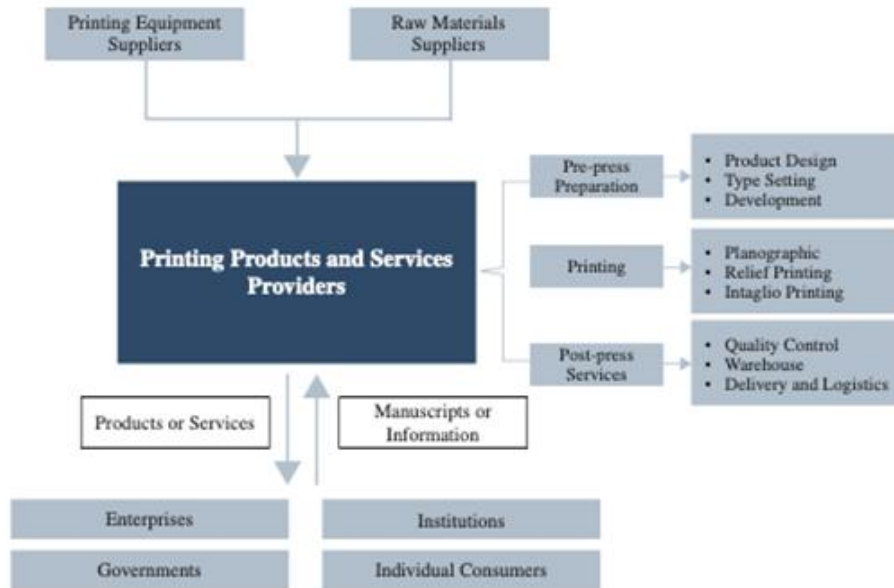 Printing Equipment
Suppliers
Raw Materials
Suppliers
Printing Products and Services
Providers
Pre-press
Preparation
• Product Design
• Type Setting
• Development
Printing
• Planographic
• Relief Printing
• Intaglio Printing
Post-press
Services
• Quality Control
• Warehouse
• Delivery and Logistics
Products or Services
Manuscripts or
Information
Enterprises
Institutions
Governments
Individual Consumers